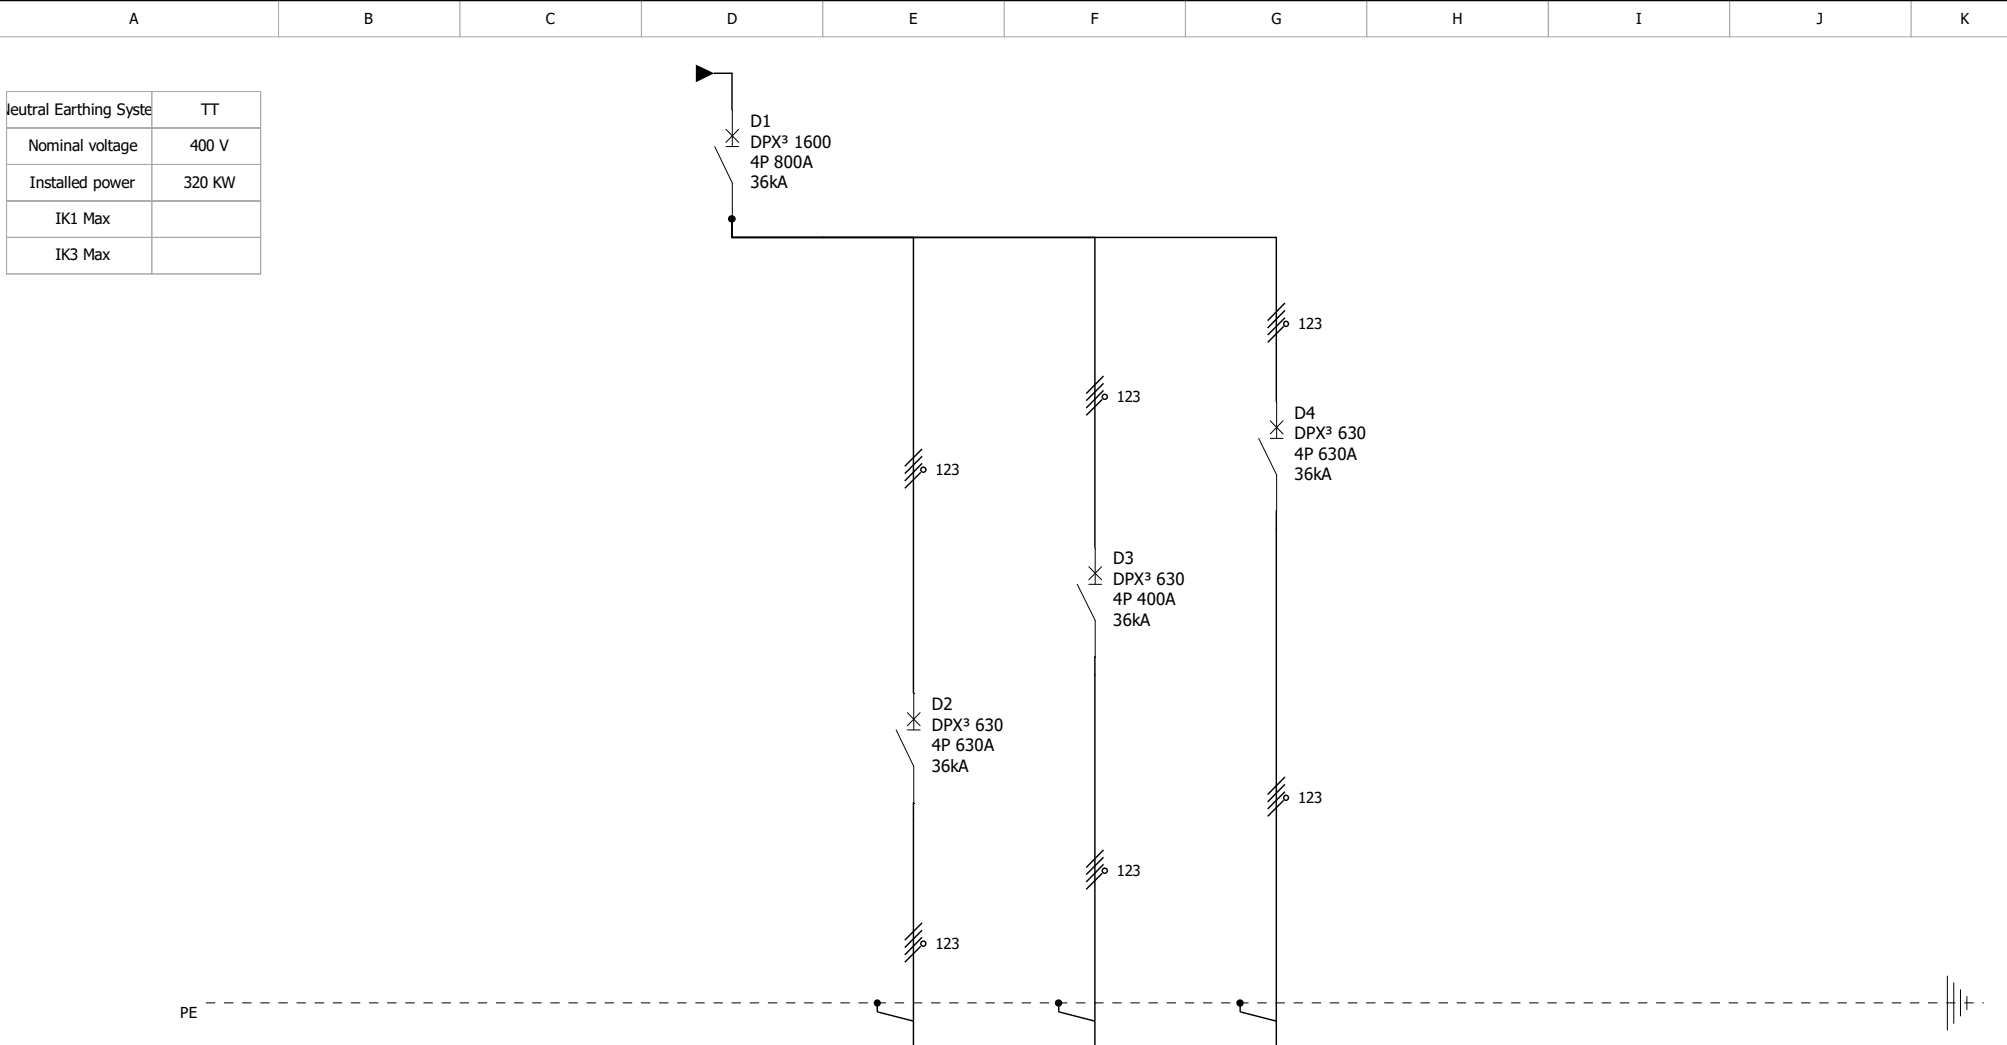 A B C D E F G H I J K
Neutral Earthing Syste TT
Nominal voltage 400 V
Installed power 320 KW
IK1 Max
IK3 Max
D1
DPX³ 1600
4P 800A
36kA
123
123
D4
DPX³ 630
4P 630A
36kA
123
D3
DPX³ 630
4P 400A
36kA
D2
DPX³ 630
4P 630A
36kA
123
123
123
PE